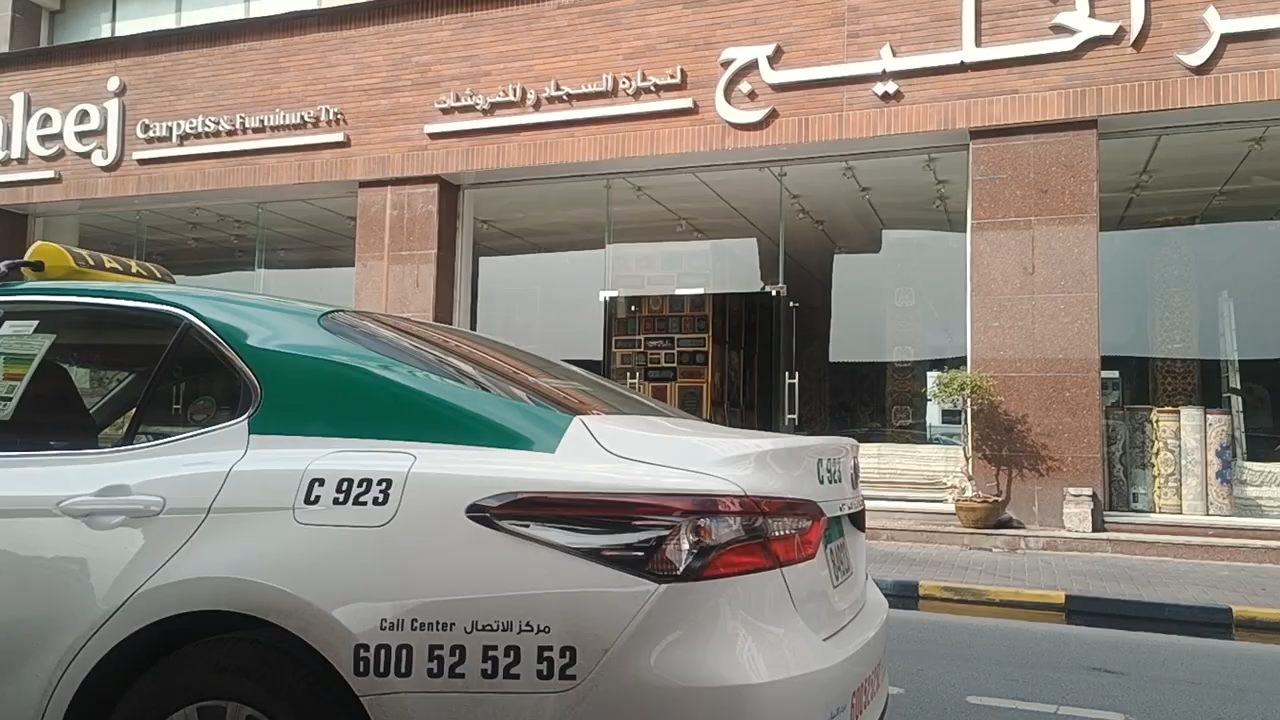 الخليج
لتجارة السجاد و المفروشات
Carpets & Furniture Tr.
aleej
TAXI
C 923
C 923
Call Center مركز الاتصال
600 52 52 52